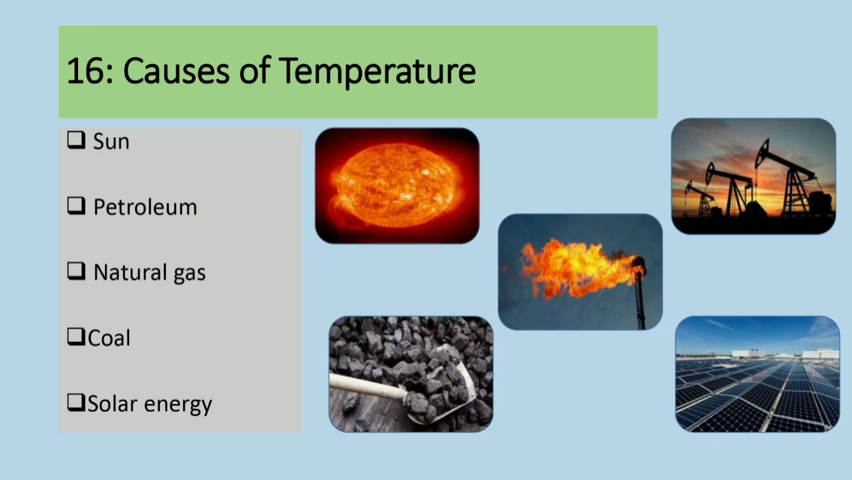 16: Causes of Temperature
❑ Sun
❑ Petroleum
❑ Natural gas
❑Coal
❑Solar energy